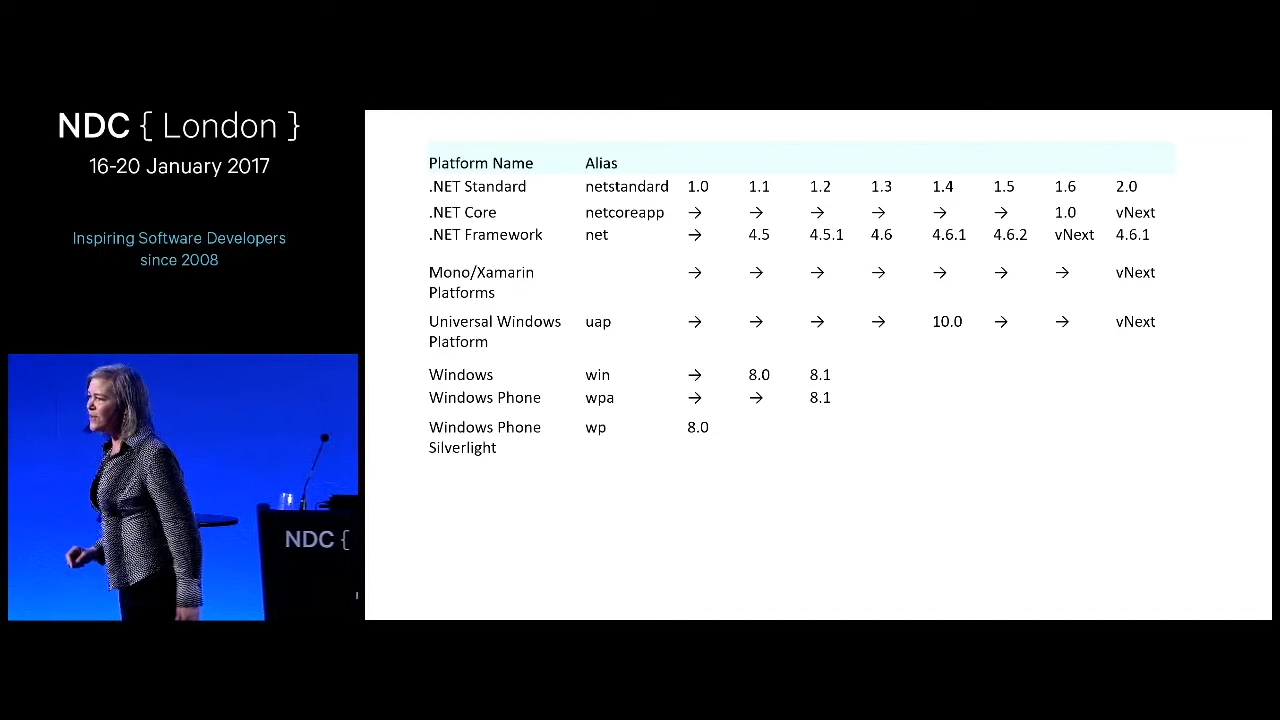 NDC { London }
16-20 January 2017
Inspiring Software Developers
since 2008
NDC {
Platform Name Alias
.NET Standard netstandard 1.0 1.1 1.2 1.3 1.4 1.5 1.6 2.0
.NET Core netcoreapp → → → → → → 1.0 vNext
.NET Framework net → 4.5 4.5.1 4.6 4.6.1 4.6.2 vNext 4.6.1
Mono/Xamarin → → → → → → → vNext
Platforms
Universal Windows uap → → → → 10.0 → → vNext
Platform
Windows win → 8.0 8.1
Windows Phone wpa → → 8.1
Windows Phone wp 8.0
Silverlight